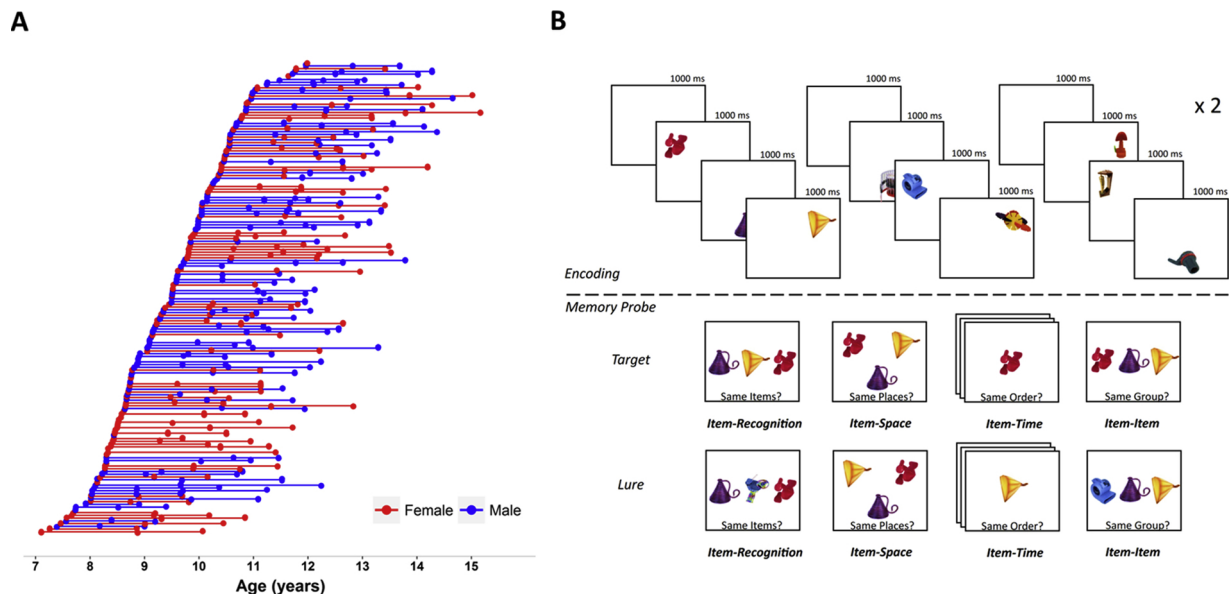 A
Female
Male
7 8 9 10 11 12 13 14 15
Age (years)
B
1000 ms 1000 ms 1000 ms
x 2
1000 ms 1000 ms 1000 ms
1000 ms 1000 ms 1000 ms
1000 ms 1000 ms 1000 ms
Encoding
Memory Probe
Target
Same Items? Same Places? Same Order? Same Group?
Item-Recognition Item-Space Item-Time Item-Item
Lure
Same Items? Same Places? Same Order? Same Group?
Item-Recognition Item-Space Item-Time Item-Item